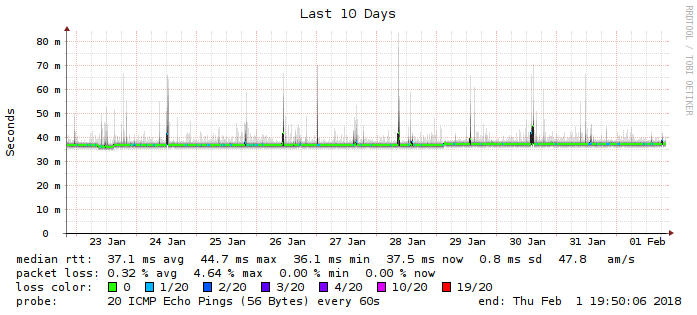 Last 10 Days
RRDTOOL / TOBI OETIKER
Seconds
80 m
70 m
60 m
50 m
40 m
30 m
20 m
10 m
0
23 Jan 24 Jan 25 Jan 26 Jan 27 Jan 28 Jan 29 Jan 30 Jan 31 Jan 01 Feb
median rtt: 37.1 ms avg 44.7 ms max 36.1 ms min 37.5 ms now 0.8 ms sd 47.8 am/s
packet loss: 0.32 % avg 4.64 % max 0.00 % min 0.00 % now
loss color: 0 1/20 2/20 3/20 4/20 10/20 19/20
probe: 20 ICMP Echo Pings (56 Bytes) every 60s end: Thu Feb 1 19:50:06 2018